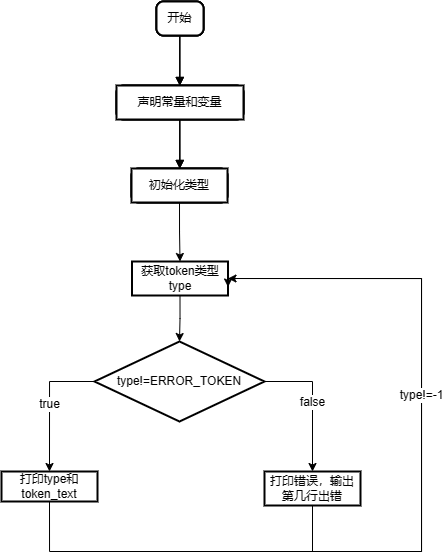 开始
声明常量和变量
初始化类型
获取token类型
type
type!=ERROR_TOKEN
true
false
type!=-1
打印type和
token_text
打印错误，输出
第几行出错